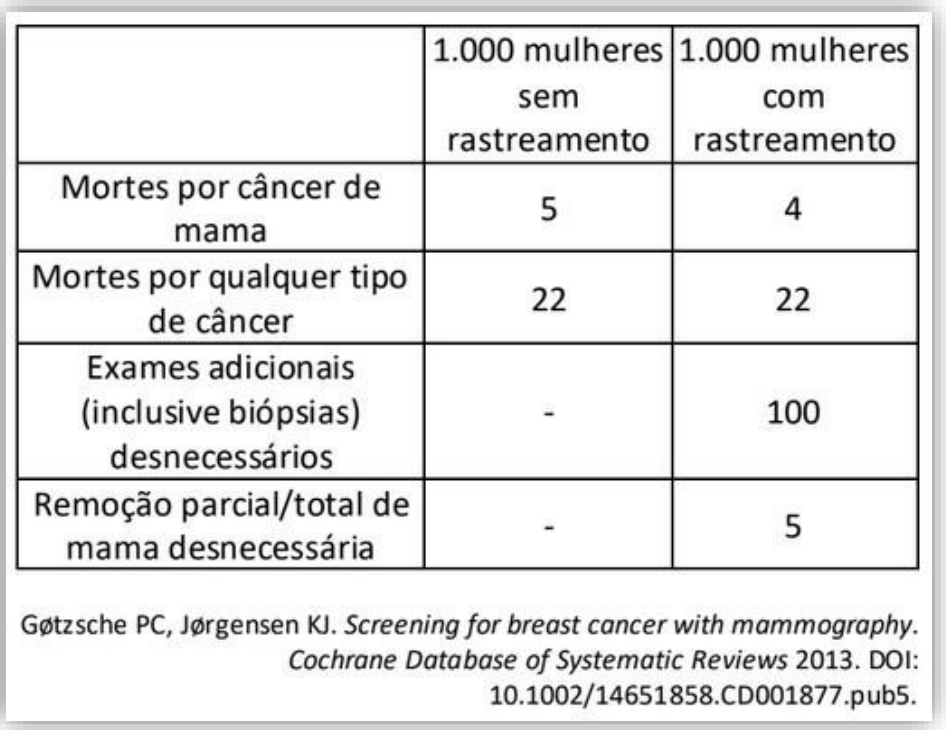 1.000 mulheres 1.000 mulheres
sem com
rastreamento rastreamento
Mortes por câncer de
mama 5 4
Mortes por qualquer tipo
de câncer 22 22
Exames adicionais
(inclusive biópsias) - 100
desnecessários
Remoção parcial/total de
mama desnecessária - 5
Gøtzsche PC, Jørgensen KJ. Screening for breast cancer with mammography.
Cochrane Database of Systematic Reviews 2013. DOI:
10.1002/14651858.CD001877.pub5.